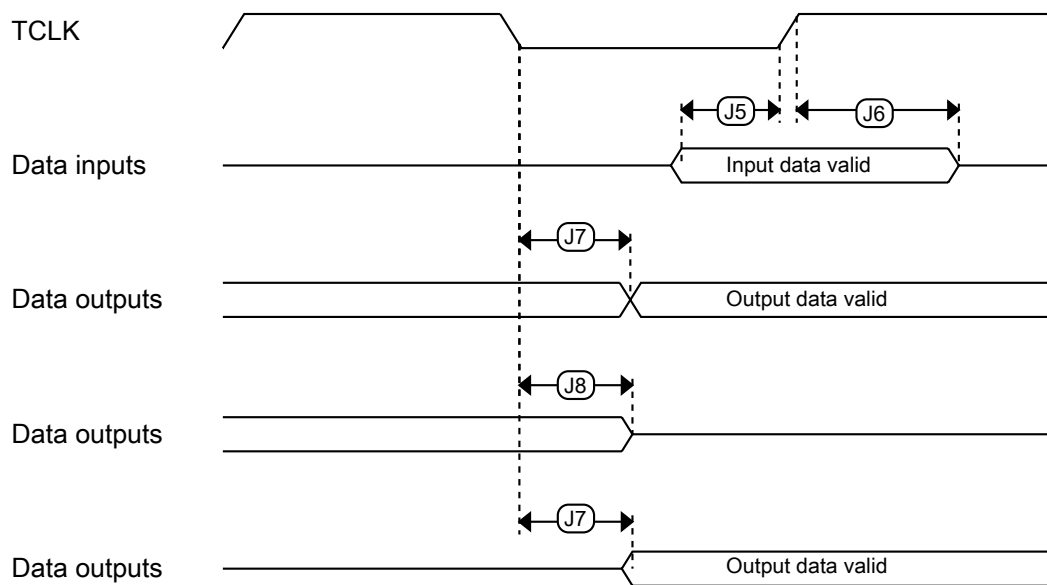 TCLK
J5
J6
Data inputs
Input data valid
J7
Data outputs
Output data valid
J8
Data outputs
J7
Data outputs
Output data valid